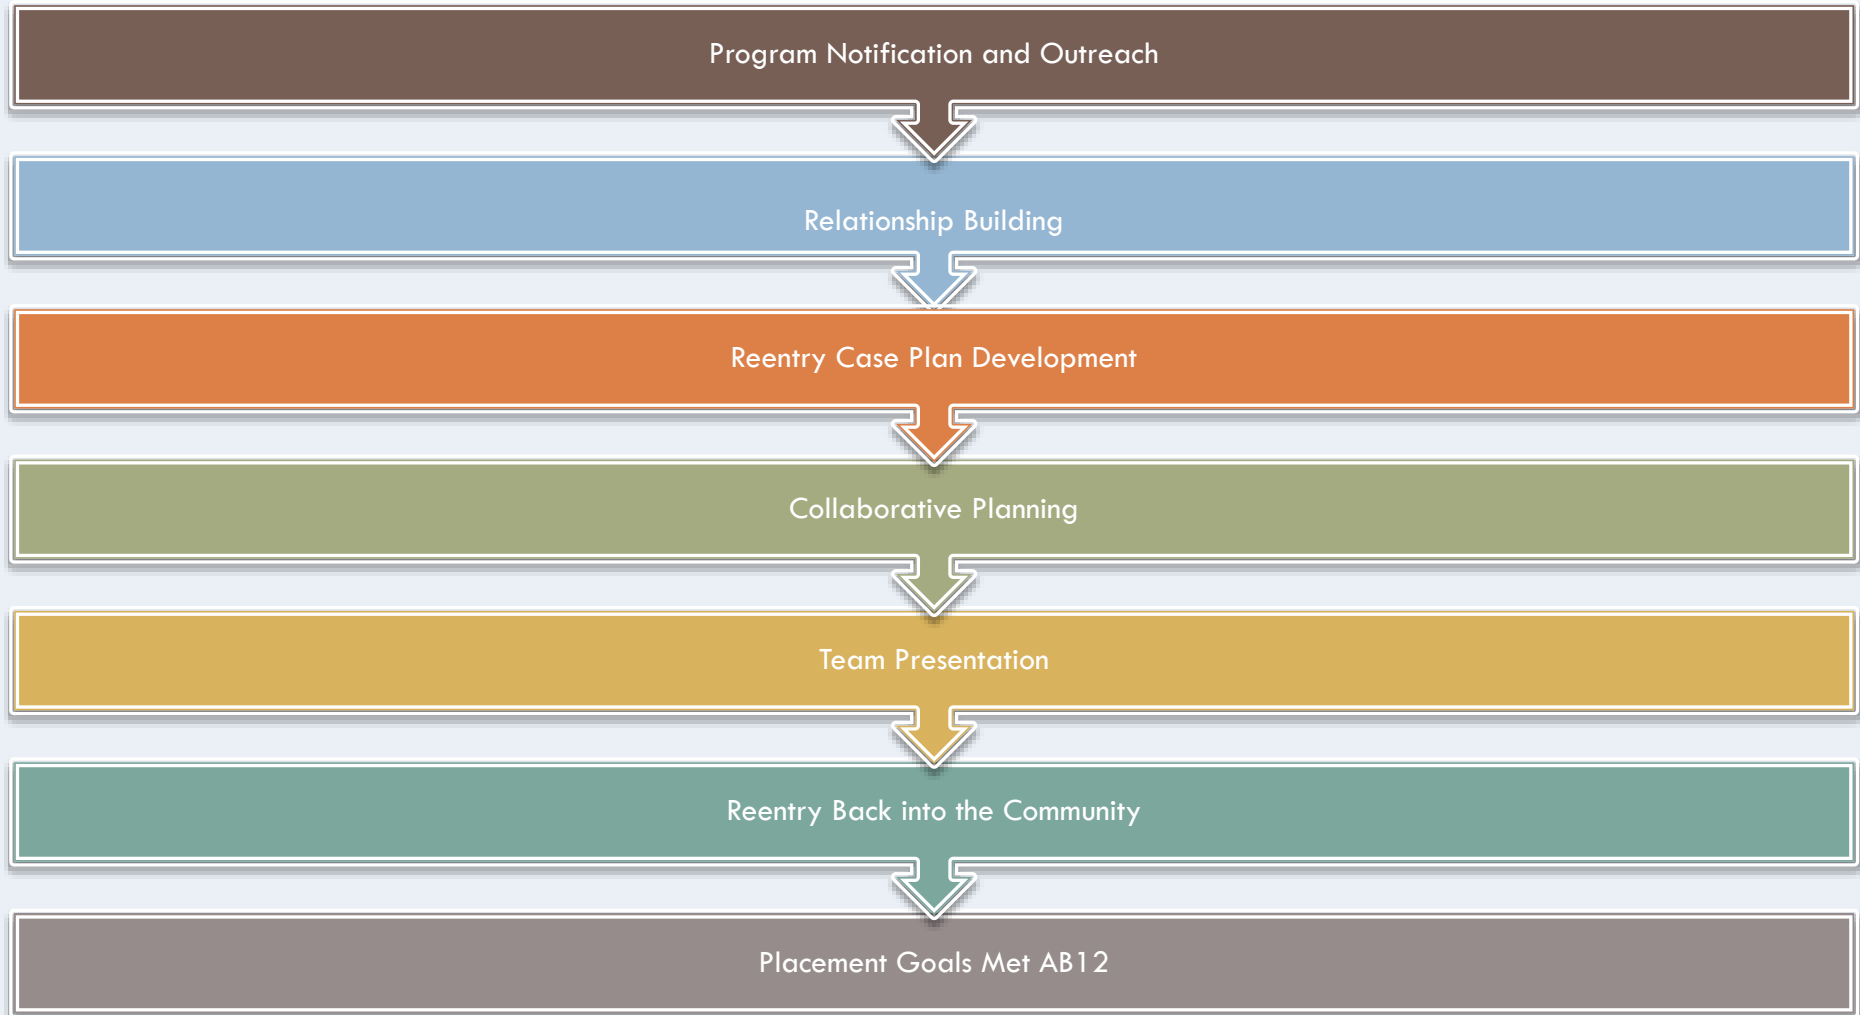 Program Notification and Outreach
Relationship Building
Reentry Case Plan Development
Collaborative Planning
Team Presentation
Reentry Back into the Community
Placement Goals Met AB12